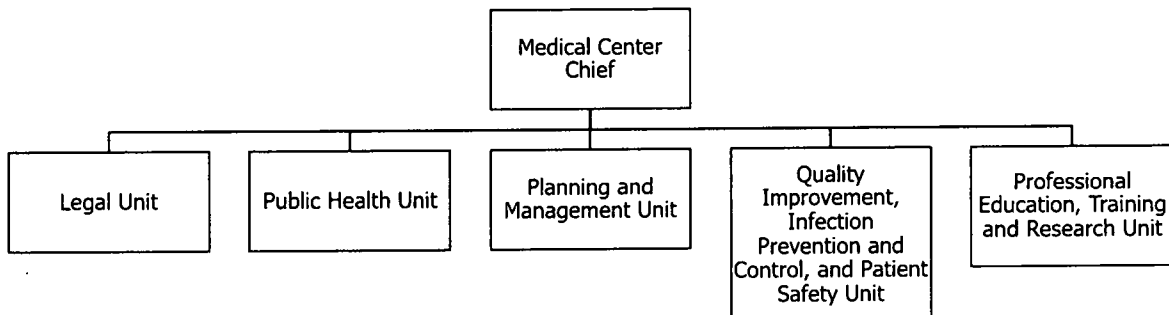 Medical Center
Chief
Legal Unit
Public Health Unit
Planning and
Management Unit
Quality
Improvement,
Infection
Prevention and
Control, and Patient
Safety Unit
Professional
Education, Training
and Research Unit